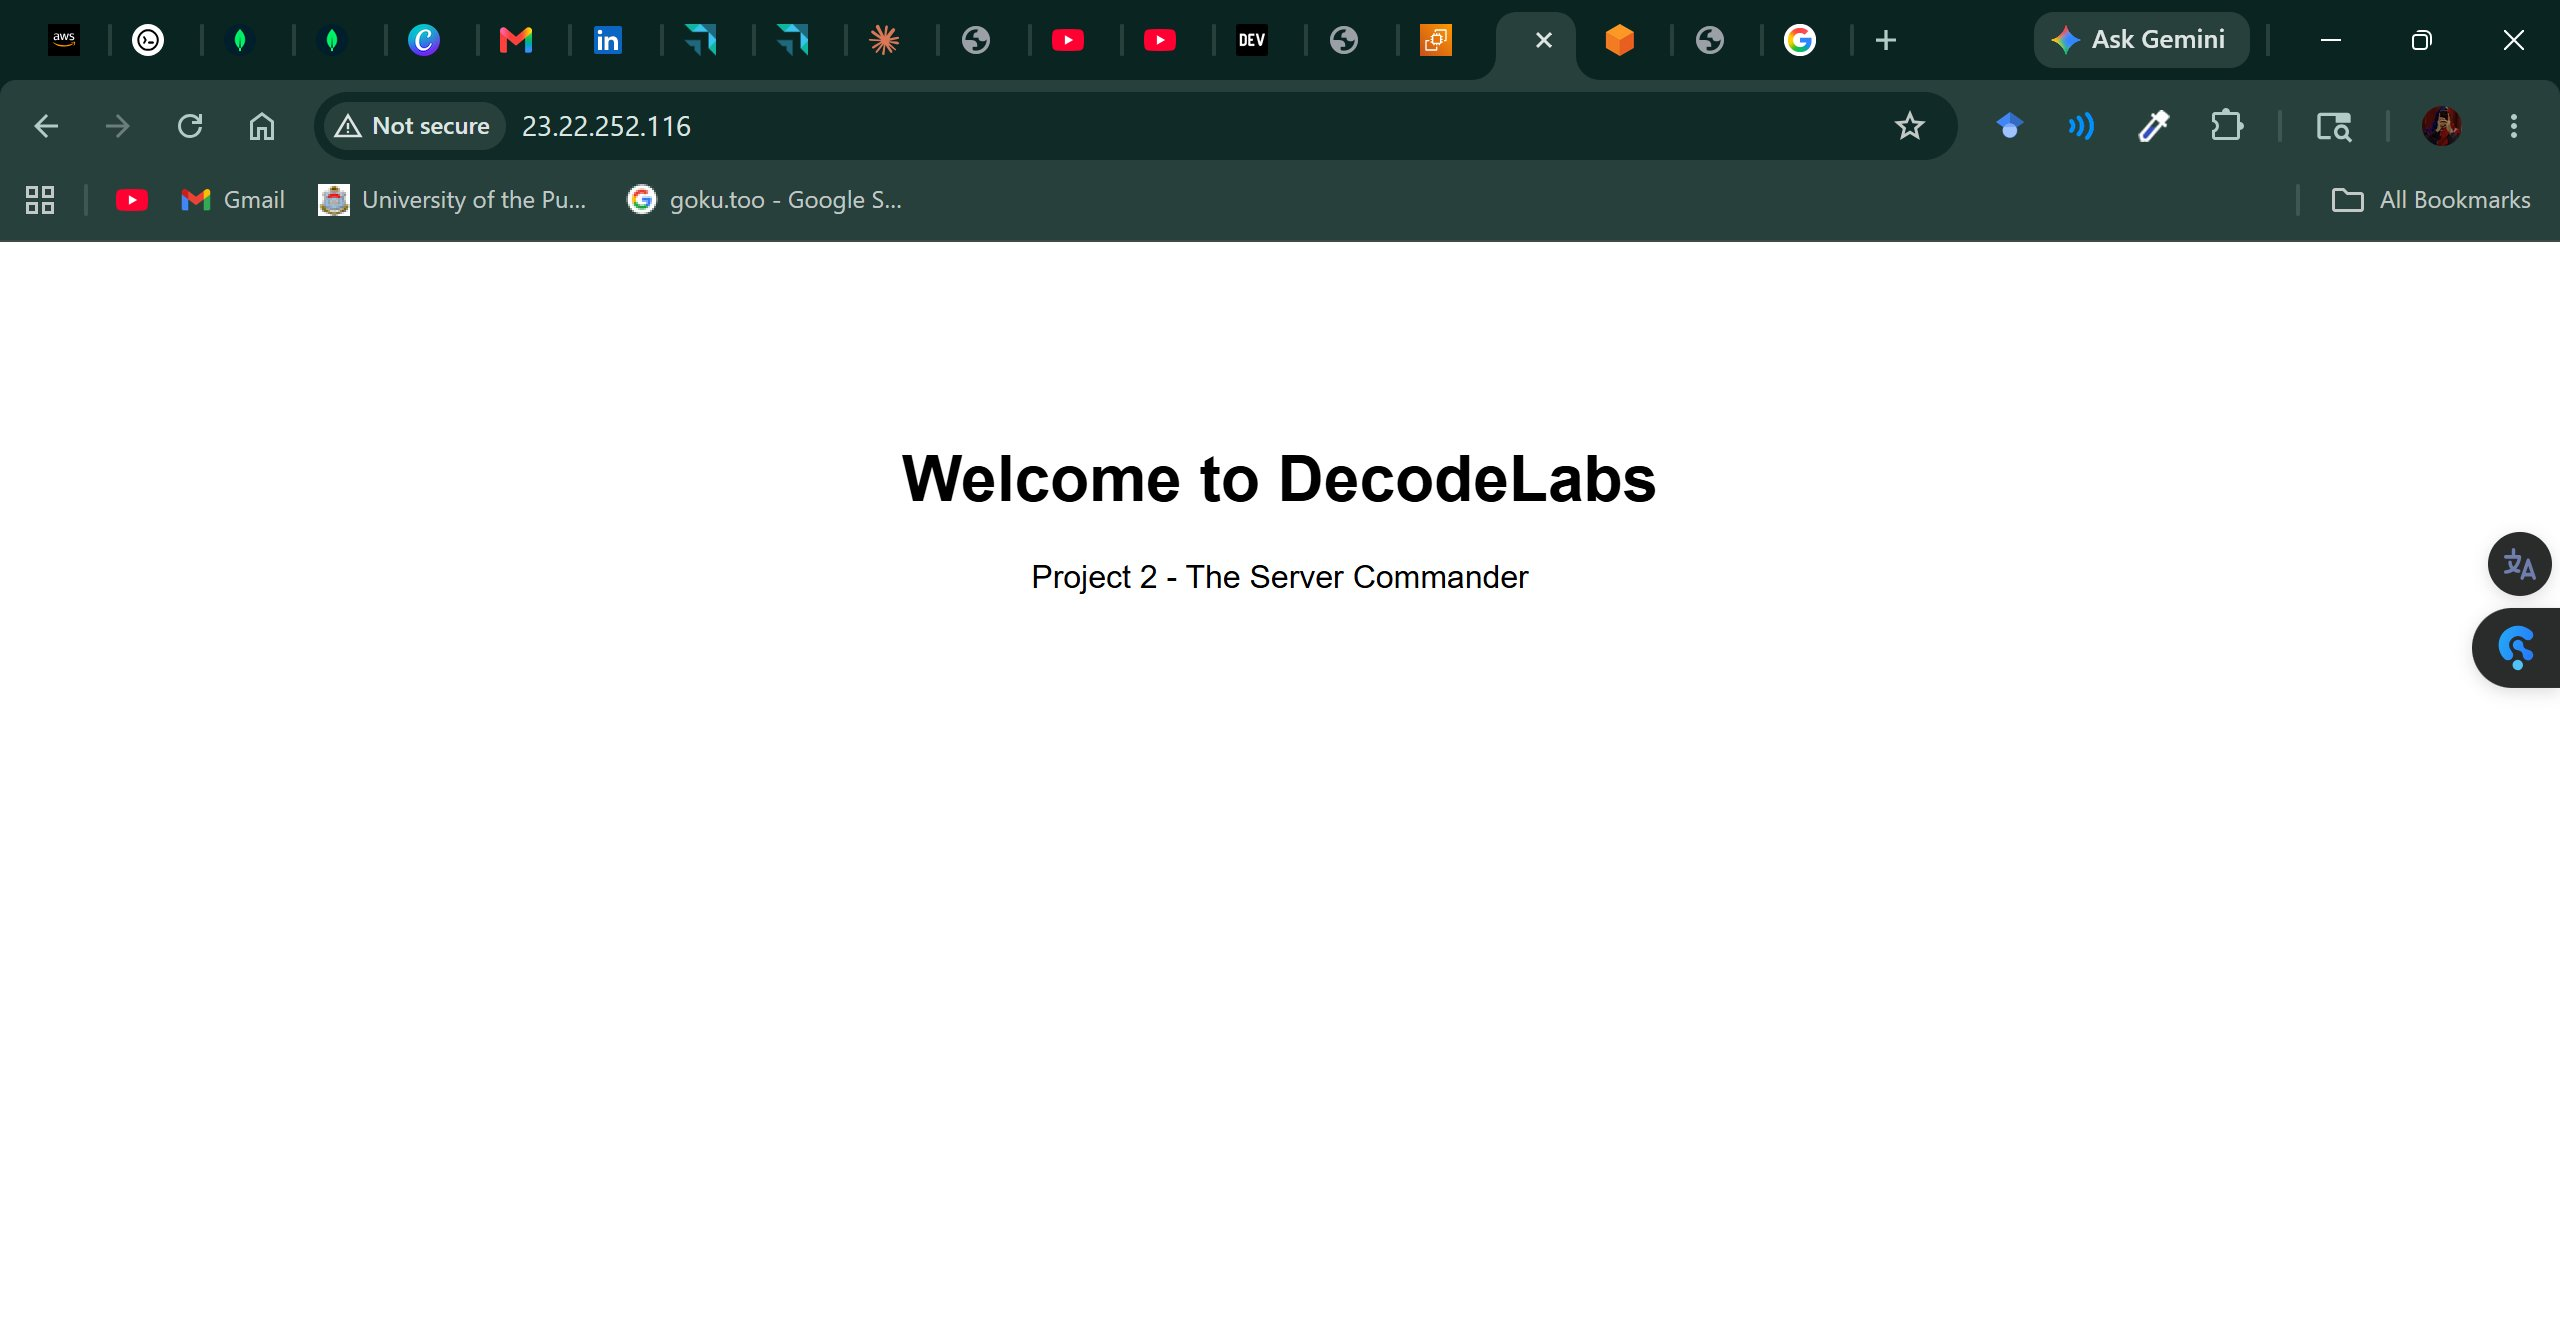 aws
in
DEV
Ask Gemini
Not secure
23.22.252.116
Gmail
University of the Pu...
goku.too - Google S...
All Bookmarks
Welcome to DecodeLabs
Project 2 - The Server Commander